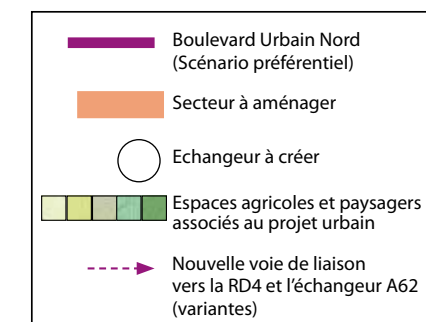 Boulevard Urbain Nord
(Scénario préférentiel)
Secteur à aménager
Echangeur à créer
Espaces agricoles et paysagers
associés au projet urbain
Nouvelle voie de liaison
vers la RD4 et l'échangeur A62
(variantes)